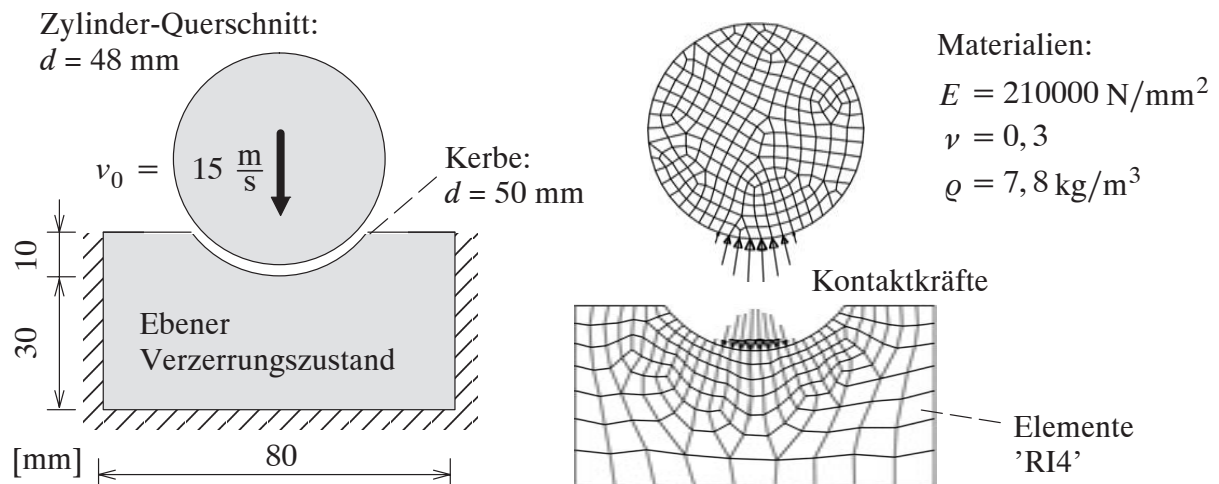 Zylinder-Querschnitt:
d = 48 mm
v₀ = 15 m/s
Kerbe:
d = 50 mm
10
30
Ebener
Verzerrungszustand
[mm]
80
Materialien:
E = 210000 N/mm²
ν = 0,3
ϱ = 7,8 kg/m³
Kontaktkräfte
Elemente
'RI4'